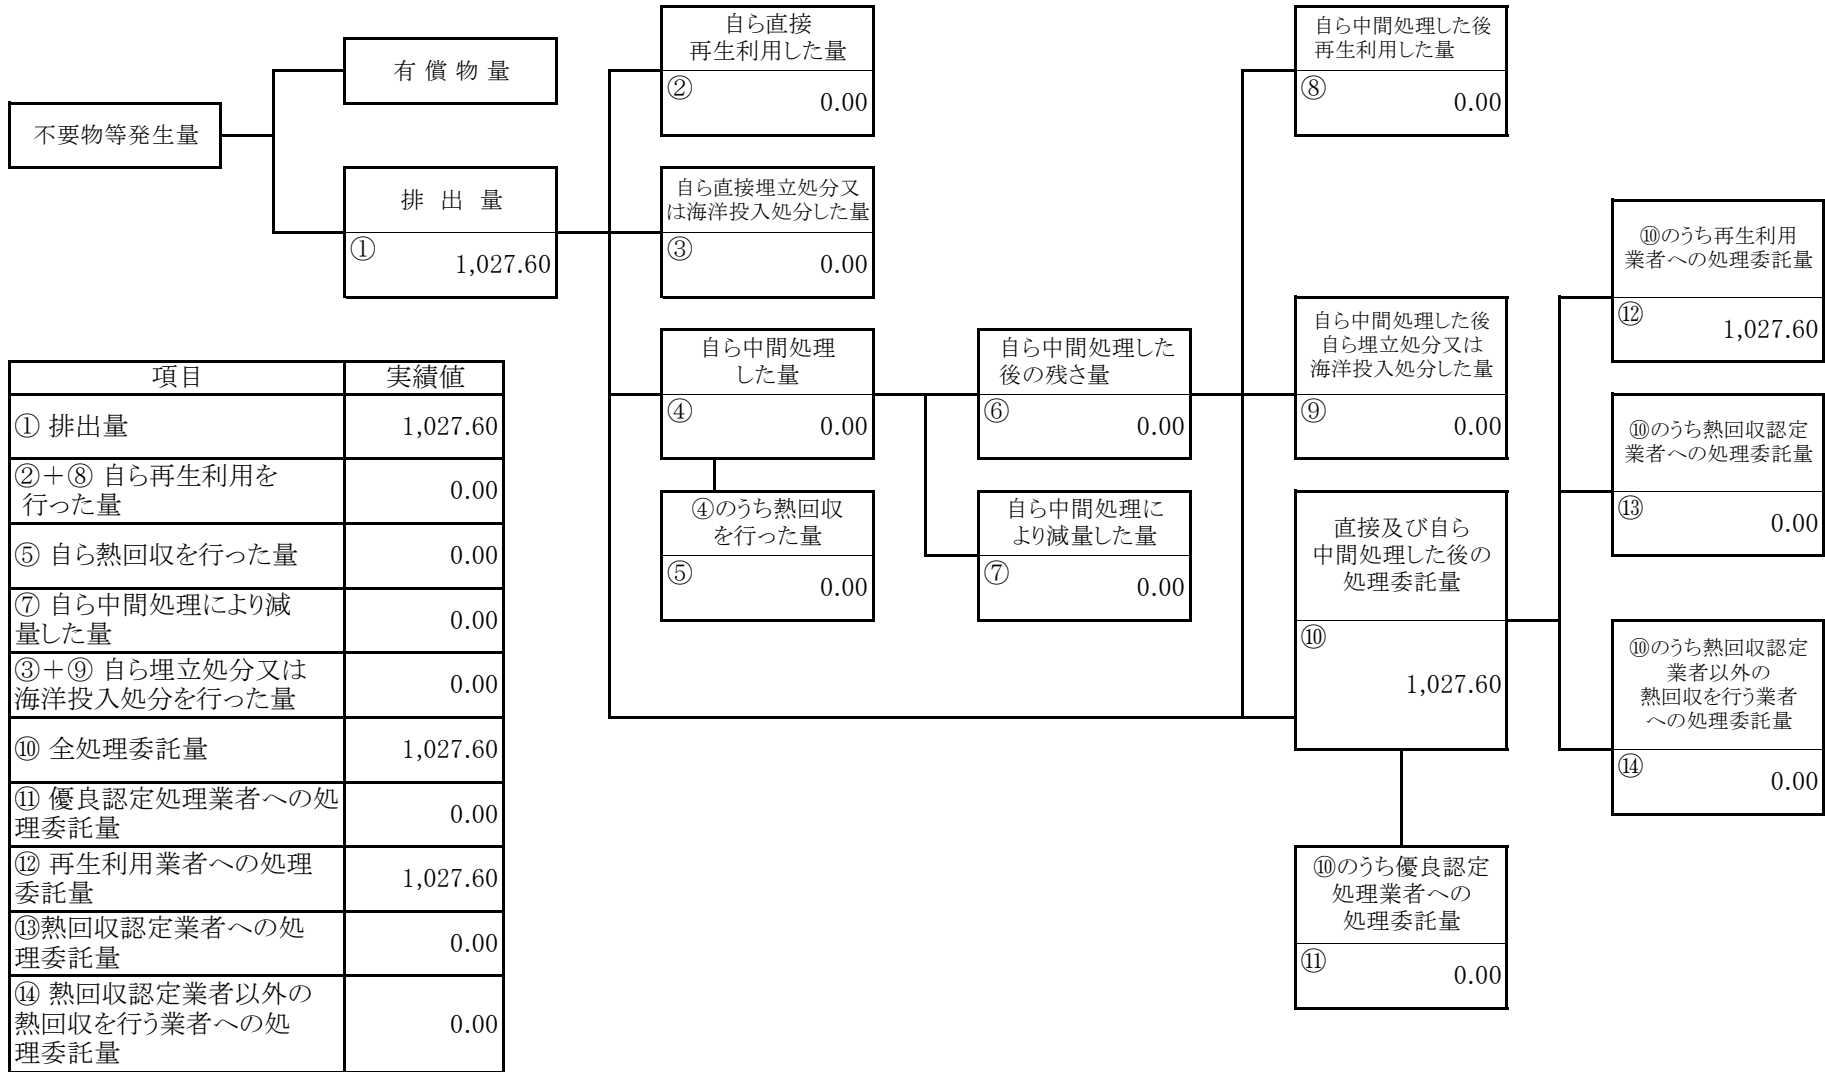 不要物等発生量
有 償 物 量
排 出 量
①
1,027.60
自ら直接
再生利用した量
②
0.00
自ら直接埋立処分又
は海洋投入処分した量
③
0.00
自ら中間処理
した量
④
0.00
④のうち熱回収
を行った量
⑤
0.00
自ら中間処理した
後の残さ量
⑥
0.00
自ら中間処理に
より減量した量
⑦
0.00
自ら中間処理した後
再生利用した量
⑧
0.00
自ら中間処理した後
自ら埋立処分又は
海洋投入処分した量
⑨
0.00
直接及び自ら
中間処理した後の
処理委託量
⑩
1,027.60
⑩のうち優良認定
処理業者への
処理委託量
⑪
0.00
⑩のうち再生利用
業者への処理委託量
⑫
1,027.60
⑩のうち熱回収認定
業者への処理委託量
⑬
0.00
⑩のうち熱回収認定
業者以外の
熱回収を行う業者
への処理委託量
⑭
0.00
項目 実績値
① 排出量 1,027.60
②＋⑧ 自ら再生利用を
行った量 0.00
⑤ 自ら熱回収を行った量 0.00
⑦ 自ら中間処理により減
量した量 0.00
③＋⑨ 自ら埋立処分又は
海洋投入処分を行った量 0.00
⑩ 全処理委託量 1,027.60
⑪ 優良認定処理業者への処
理委託量 0.00
⑫ 再生利用業者への処理
委託量 1,027.60
⑬熱回収認定業者への処
理委託量 0.00
⑭ 熱回収認定業者以外の
熱回収を行う業者への処
理委託量 0.00